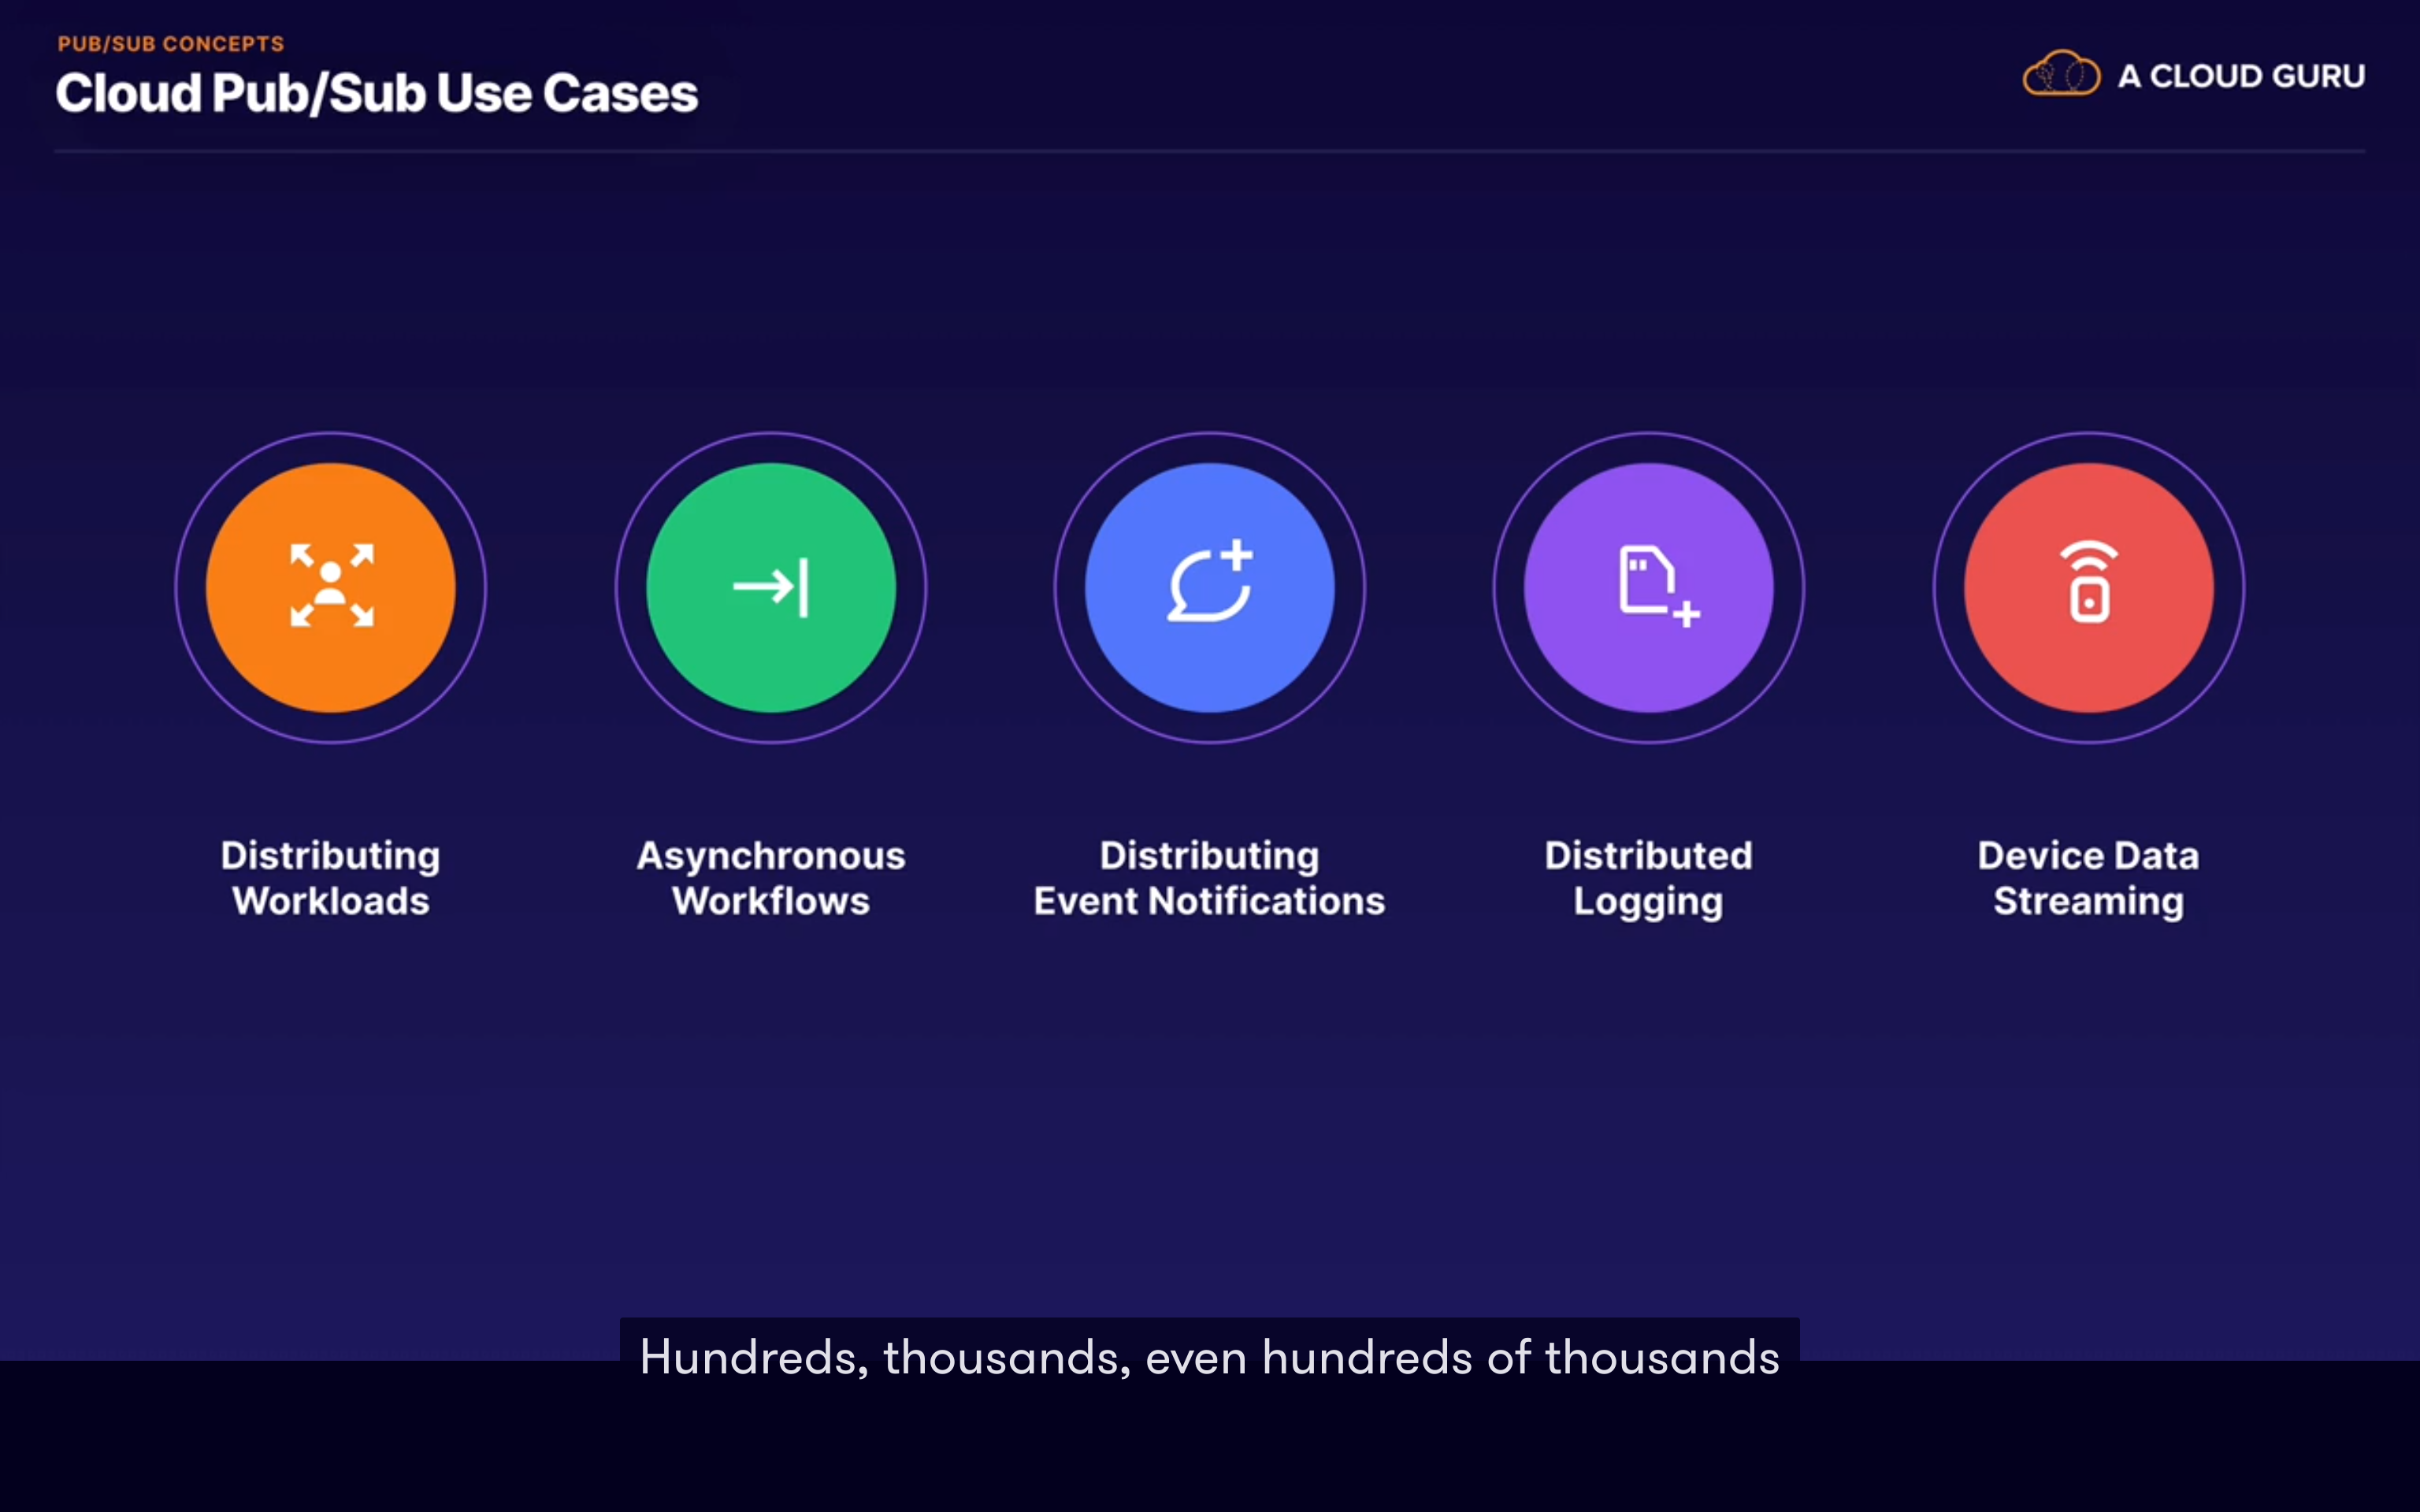 PUB/SUB CONCEPTS
Cloud Pub/Sub Use Cases
A CLOUD GURU
Distributing
Workloads
Asynchronous
Workflows
Distributing
Event Notifications
Distributed
Logging
Device Data
Streaming
Hundreds, thousands, even hundreds of thousands